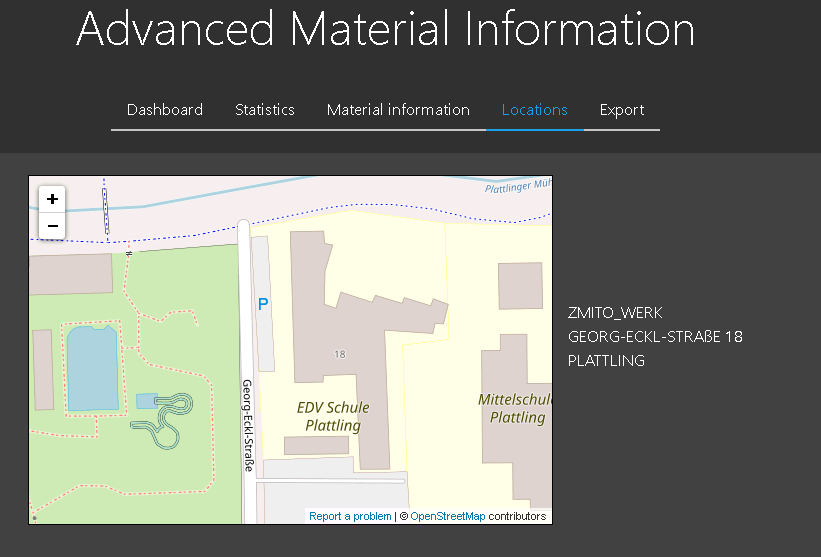 Advanced Material Information
Dashboard Statistics Material information Locations Export
+
−
Plattlinger Müh
P
18
Georg-Eckl-Straße
EDV Schule
Plattling
Mittelschule
Plattling
Report a problem | © OpenStreetMap contributors
ZMITO_WERK
GEORG-ECKL-STRAßE 18
PLATTLING